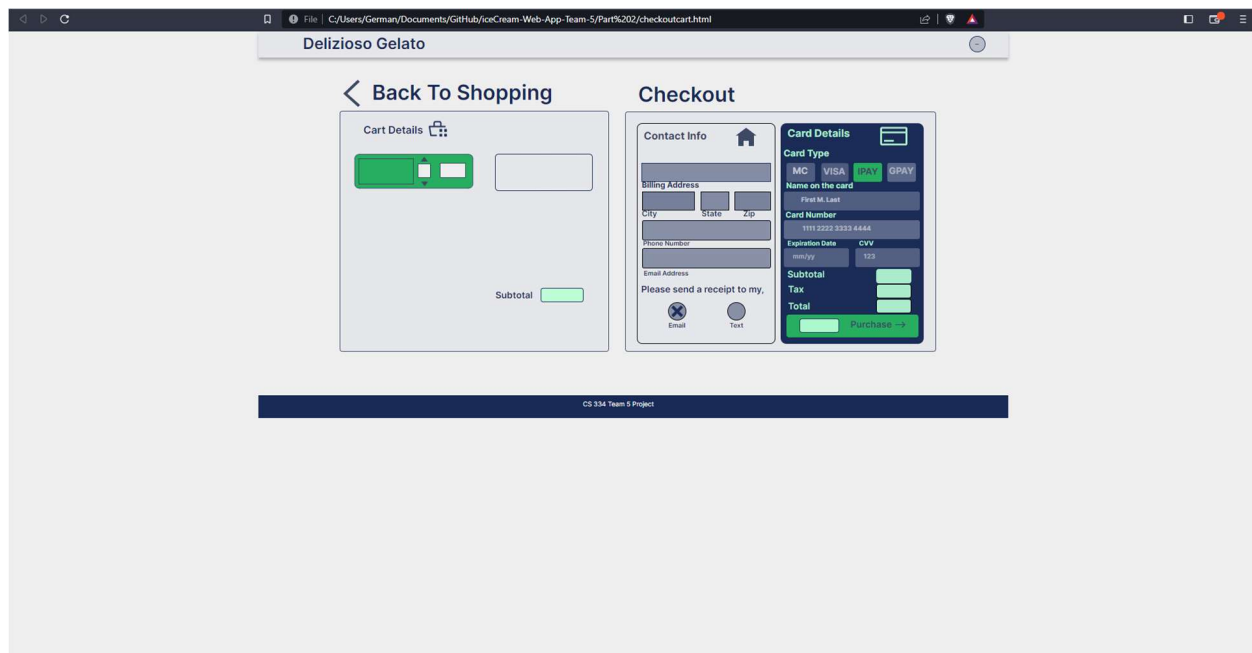 File C:/Users/German/Documents/GitHub/iceCream-Web-App-Team-5/Part%202/checkoutcart.html
Delizioso Gelato
Back To Shopping
Checkout
Cart Details
Subtotal
Contact Info
Billing Address
City State Zip
Phone Number
Email Address
Please send a receipt to my,
Email Text
Card Details
Card Type
MC VISA IPAY GPAY
Name on the card
First M. Last
Card Number
1111 2222 3333 4444
Expiration Date CVV
mm/yy 123
Subtotal
Tax
Total
Purchase →
CS 334 Team 5 Project